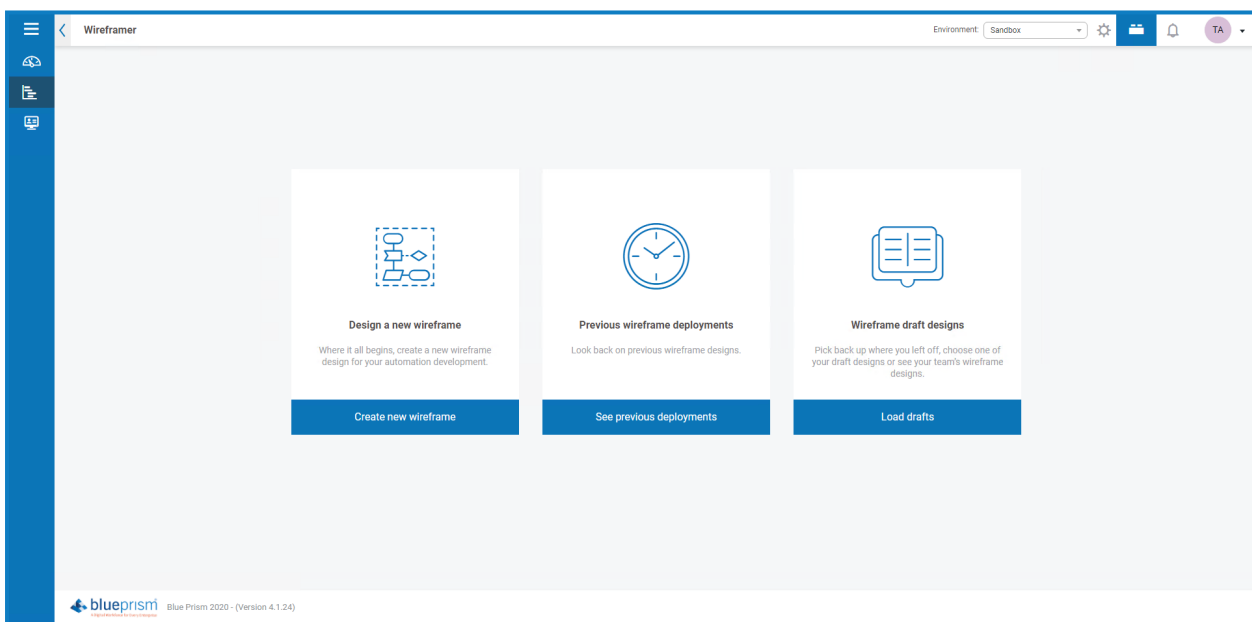 Wireframer
Environment: Sandbox
TA
Design a new wireframe
Where it all begins, create a new wireframe
design for your automation development.
Create new wireframe
Previous wireframe deployments
Look back on previous wireframe designs.
See previous deployments
Wireframe draft designs
Pick back up where you left off, choose one of
your draft designs or see your team's wireframe
designs.
Load drafts
blueprism
Blue Prism 2020 - (Version 4.1.24)